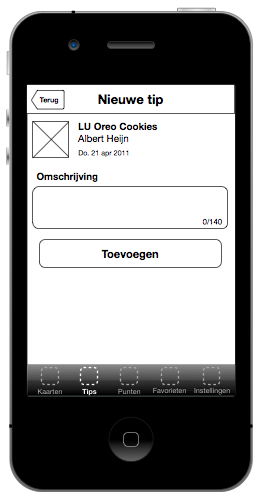 Terug
Nieuwe tip
LU Oreo Cookies
Albert Heijn
Do. 21 apr 2011
Omschrijving
0/140
Toevoegen
Kaarten Tips Punten Favorieten Instellingen